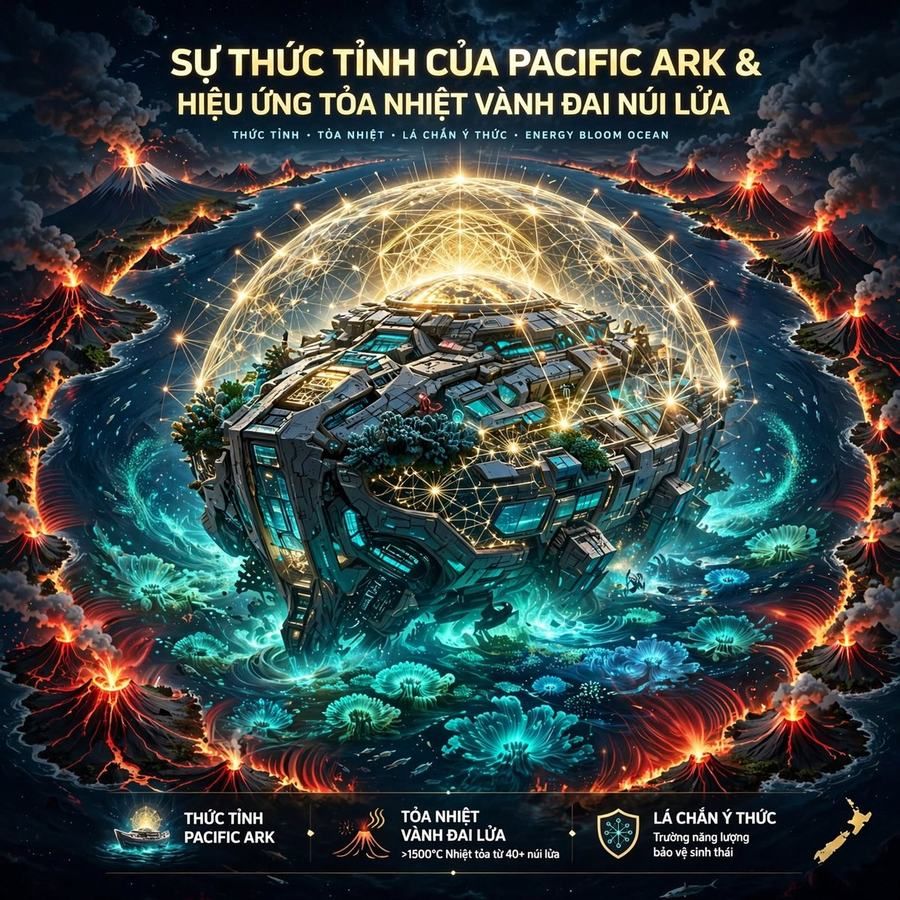 SỰ THỨC TỈNH CỦA PACIFIC ARK &
HIỆU ỨNG TỎA NHIỆT VÀNH ĐAI NÚI LỬA
THỨC TỈNH • TỎA NHIỆT • LÁ CHẮN Ý THỨC • ENERGY BLOOM OCEAN
THỨC TỈNH
PACIFIC ARK
TỎA NHIỆT
VÀNH ĐAI LỬA
>1500°C Nhiệt tỏa từ 40+ núi lửa
LÁ CHẮN Ý THỨC
Trường năng lượng
bảo vệ sinh thái